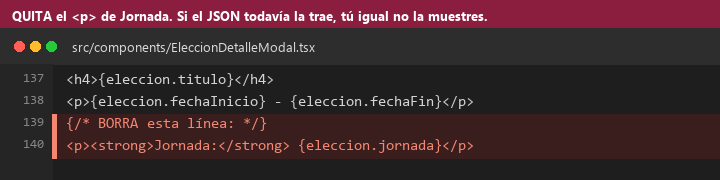 QUITA el <p> de Jornada. Si el JSON todavía la trae, tú igual no la muestres.
src/components/EleccionDetalleModal.tsx
137 <h4>{eleccion.titulo}</h4>
138 <p>{eleccion.fechaInicio} - {eleccion.fechaFin}</p>
139 {/* BORRA esta línea: */}
140 <p><strong>Jornada:</strong> {eleccion.jornada}</p>